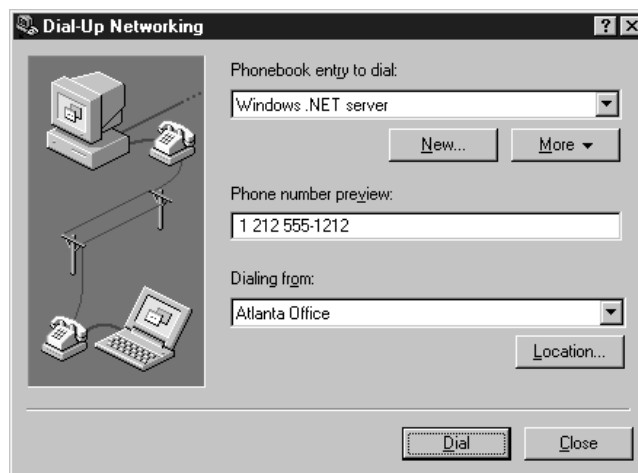 Dial-Up Networking
Phonebook entry to dial:
Windows .NET server
New...
More
Phone number preview:
1 212 555-1212
Dialing from:
Atlanta Office
Location...
Dial
Close